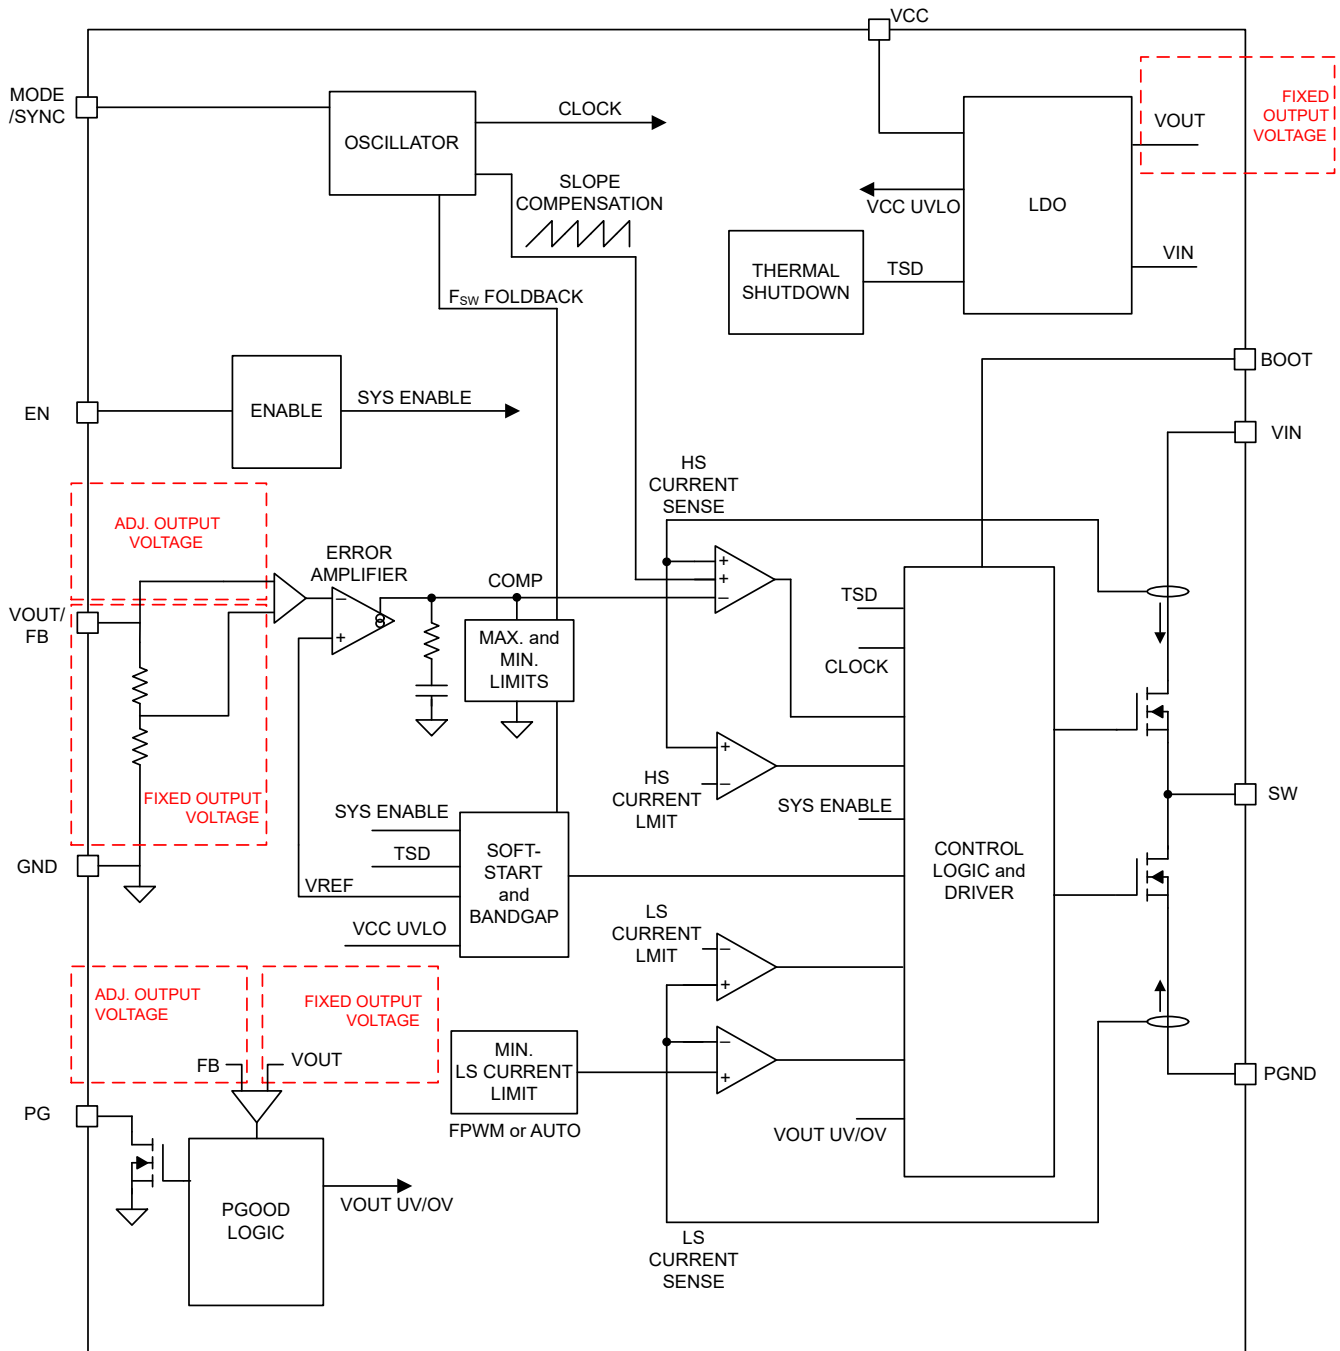 VCC
MODE
/SYNC
OSCILLATOR
CLOCK
SLOPE
COMPENSATION
FSW FOLDBACK
LDO
VOUT
FIXED
OUTPUT
VOLTAGE
VCC UVLO
VIN
THERMAL
SHUTDOWN
TSD
BOOT
VIN
EN
ENABLE
SYS ENABLE
HS
CURRENT
SENSE
ADJ. OUTPUT
VOLTAGE
ERROR
AMPLIFIER
COMP
+
+
−
−
+
VOUT/
FB
MAX. and
MIN.
LIMITS
TSD
CLOCK
FIXED OUTPUT
VOLTAGE
+
−
HS
CURRENT
LMIT
SYS ENABLE
SW
GND
SYS ENABLE
TSD
VREF
VCC UVLO
SOFT-
START
and
BANDGAP
CONTROL
LOGIC and
DRIVER
LS
CURRENT
LMIT
−
+
ADJ. OUTPUT
VOLTAGE
FIXED OUTPUT
VOLTAGE
FB
VOUT
MIN.
LS CURRENT
LIMIT
−
+
FPWM or AUTO
VOUT UV/OV
PGND
PG
PGOOD
LOGIC
VOUT UV/OV
LS
CURRENT
SENSE